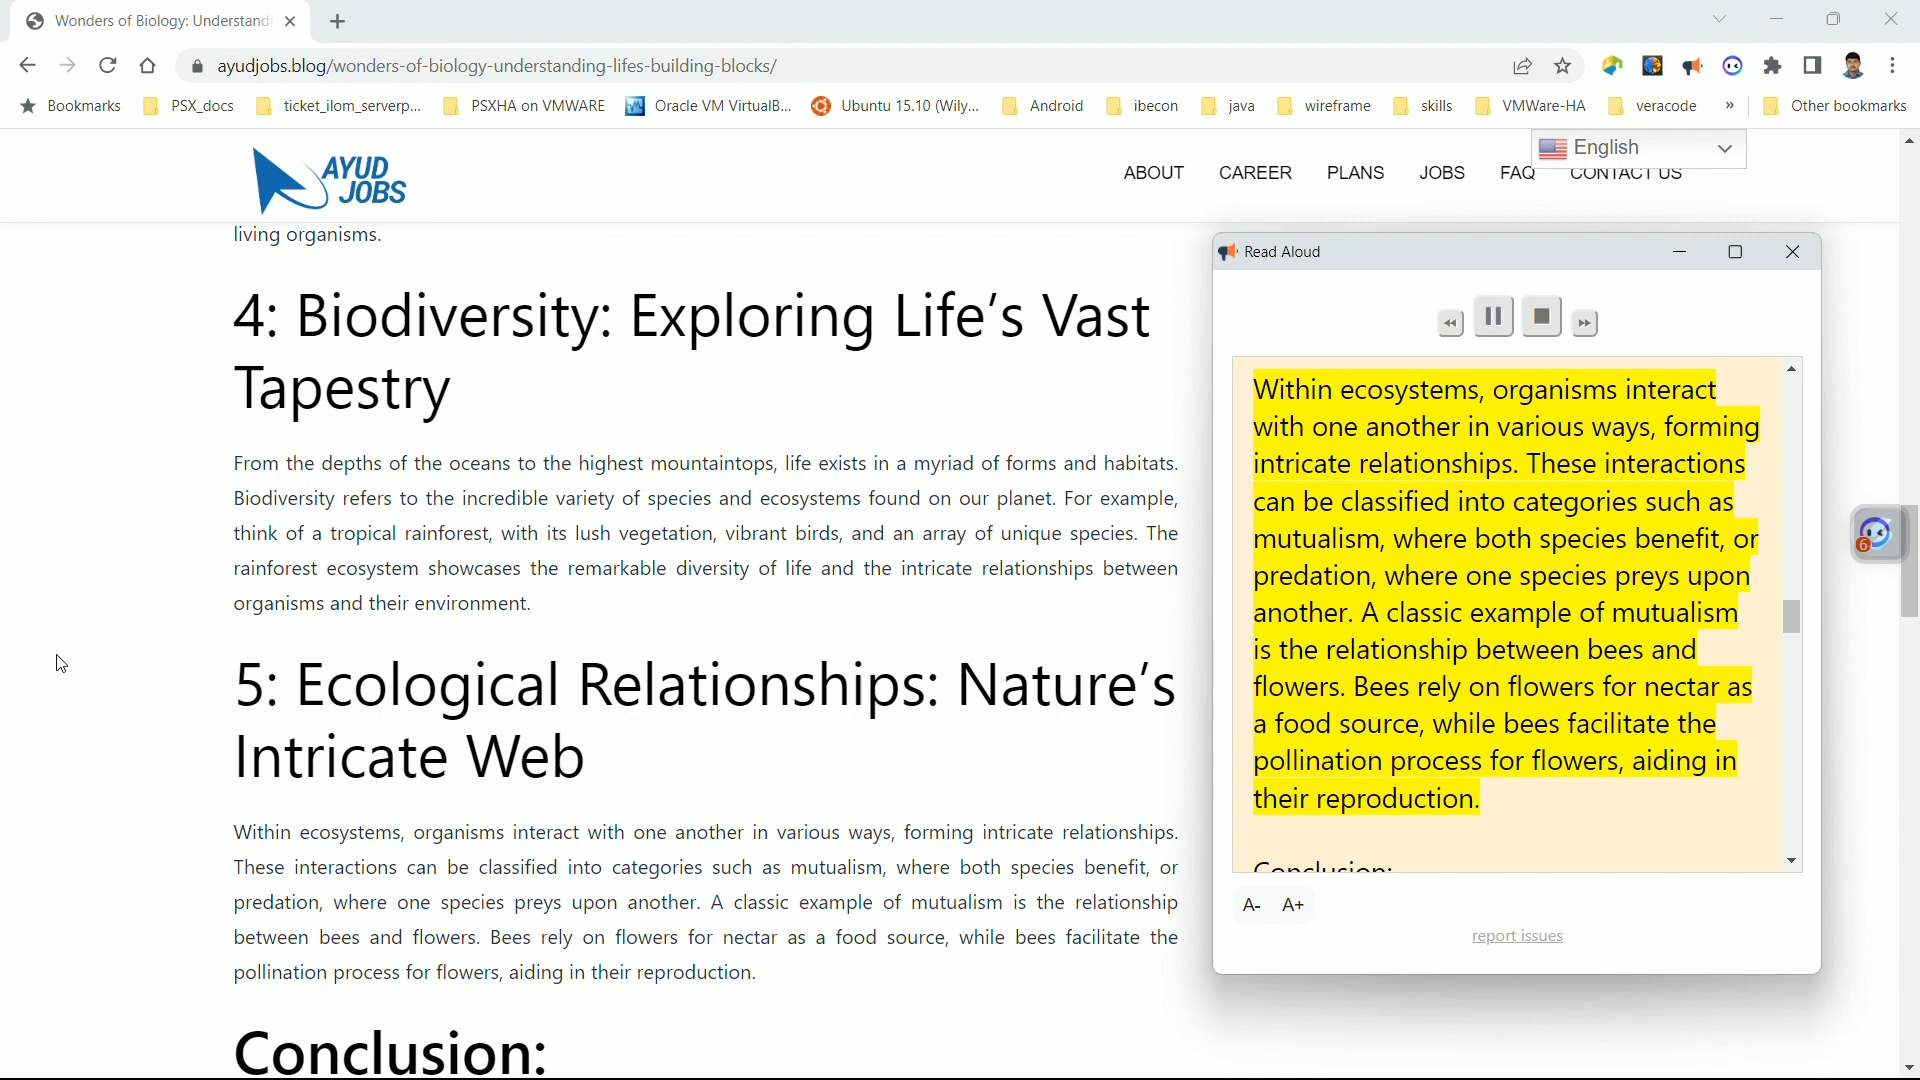 Wonders of Biology: Understandi
ayudjobs.blog/wonders-of-biology-understanding-lifes-building-blocks/
Bookmarks
PSX_docs
ticket_ilom_serverp...
PSXHA on VMWARE
Oracle VM VirtualB...
Ubuntu 15.10 (Wily...
Android
ibecon
java
wireframe
skills
VMWare-HA
veracode
»
Other bookmarks
AYUD
JOBS
ABOUT
CAREER
PLANS
JOBS
FAQ
CONTACT US
English
living organisms.
4: Biodiversity: Exploring Life’s Vast
Tapestry
From the depths of the oceans to the highest mountaintops, life exists in a myriad of forms and habitats.
Biodiversity refers to the incredible variety of species and ecosystems found on our planet. For example,
think of a tropical rainforest, with its lush vegetation, vibrant birds, and an array of unique species. The
rainforest ecosystem showcases the remarkable diversity of life and the intricate relationships between
organisms and their environment.
5: Ecological Relationships: Nature’s
Intricate Web
Within ecosystems, organisms interact with one another in various ways, forming intricate relationships.
These interactions can be classified into categories such as mutualism, where both species benefit, or
predation, where one species preys upon another. A classic example of mutualism is the relationship
between bees and flowers. Bees rely on flowers for nectar as a food source, while bees facilitate the
pollination process for flowers, aiding in their reproduction.
Conclusion:
Read Aloud
Within ecosystems, organisms interact
with one another in various ways, forming
intricate relationships. These interactions
can be classified into categories such as
mutualism, where both species benefit, or
predation, where one species preys upon
another. A classic example of mutualism
is the relationship between bees and
flowers. Bees rely on flowers for nectar as
a food source, while bees facilitate the
pollination process for flowers, aiding in
their reproduction.
Conclusion:
A- A+
report issues
6